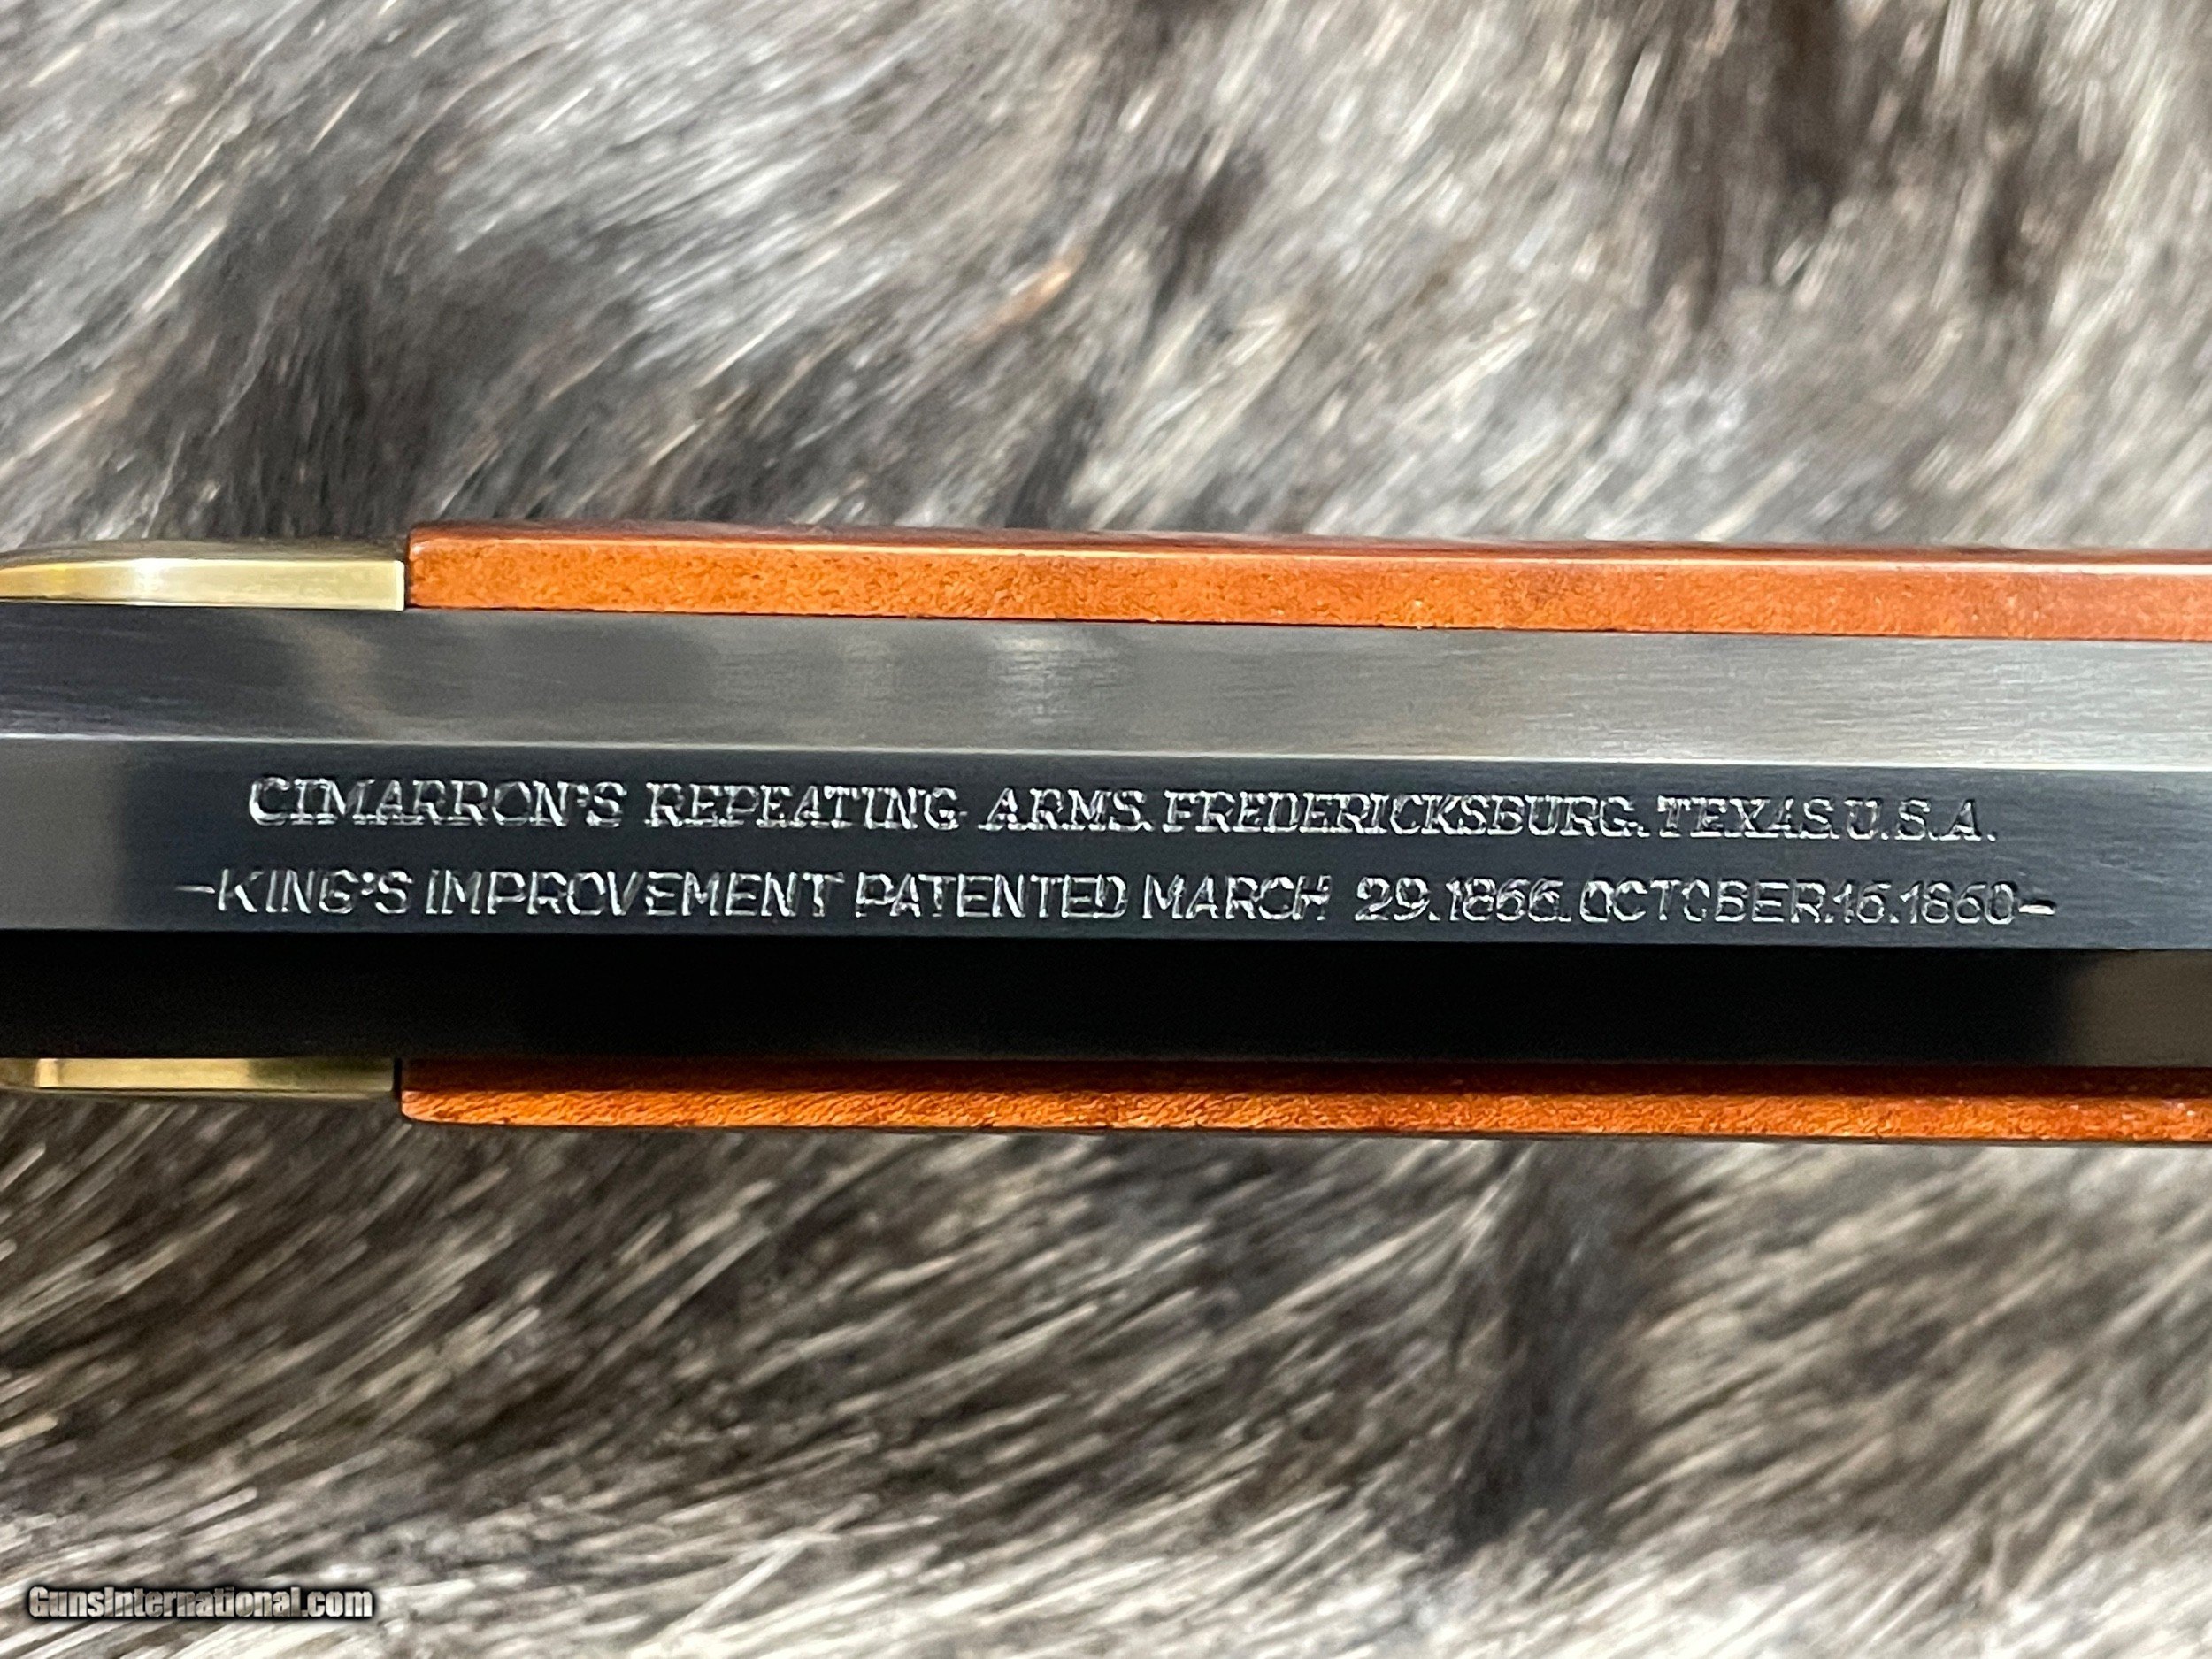 CIMARRON'S REPEATING ARMS. FREDERICKSBURG. TEXAS. U.S.A.
-KING'S IMPROVEMENT PATENTED MARCH 29.1866. OCTOBER.16.1860-
GunsInternational.com